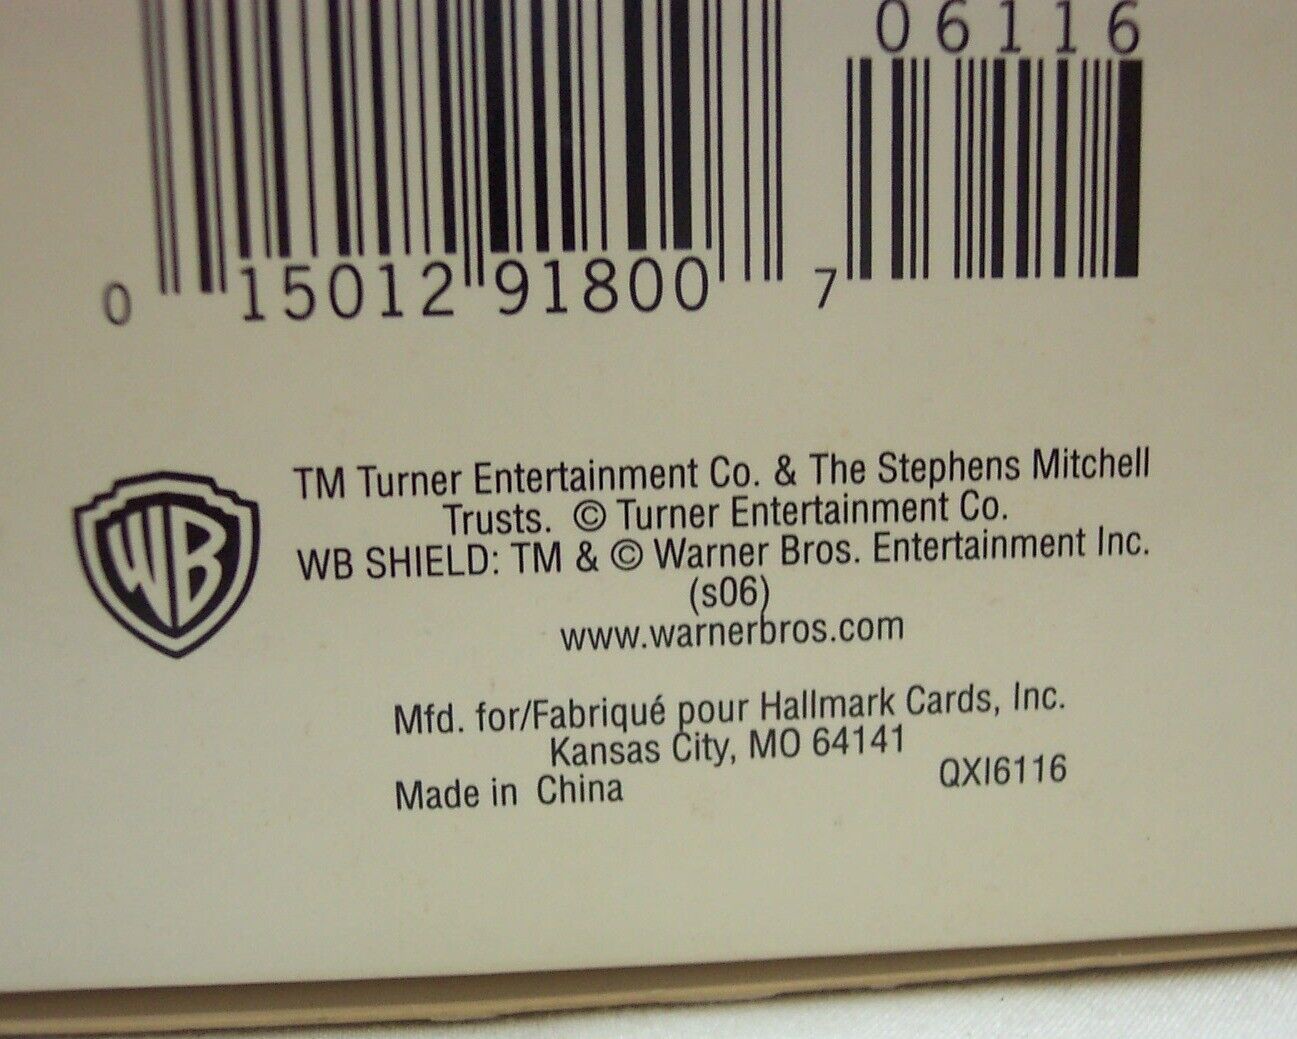 06116
0 15012 91800 7
WB
TM Turner Entertainment Co. & The Stephens Mitchell
Trusts. © Turner Entertainment Co.
WB SHIELD: TM & © Warner Bros. Entertainment Inc.
(s06)
www.warnerbros.com
Mfd. for/Fabriqué pour Hallmark Cards, Inc.
Kansas City, MO 64141
Made in China QXI6116